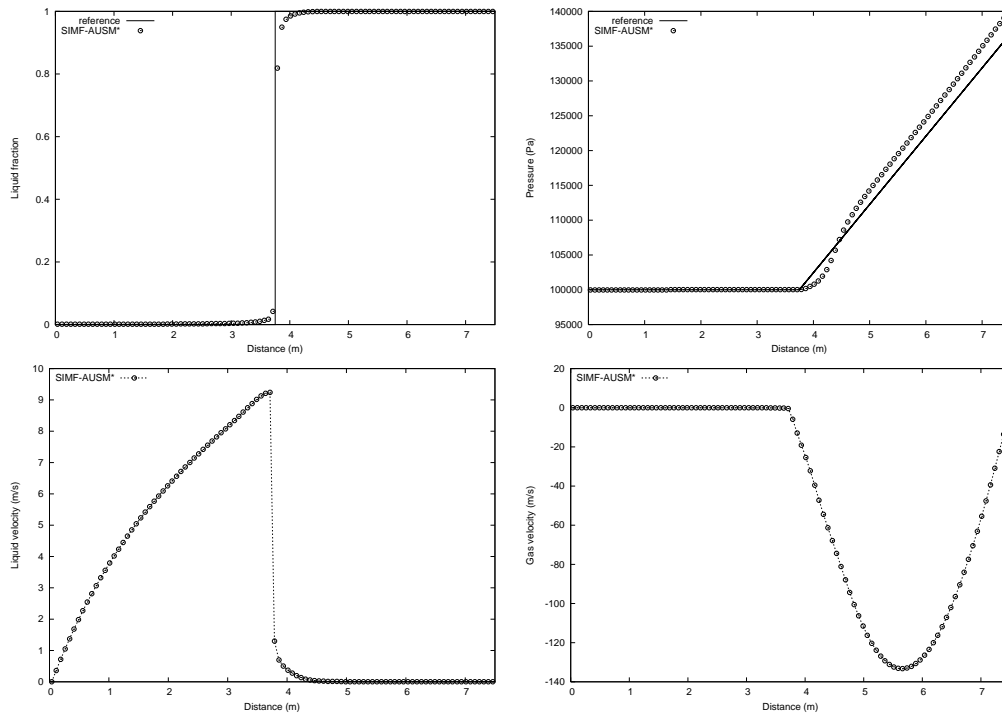 reference
SIMF-AUSM*
1
0.8
0.6
0.4
0.2
0
0 1 2 3 4 5 6 7
Liquid fraction
Distance (m)
reference
SIMF-AUSM*
140000
135000
130000
125000
120000
115000
110000
105000
100000
95000
0 1 2 3 4 5 6 7
Pressure (Pa)
Distance (m)
SIMF-AUSM*
10
9
8
7
6
5
4
3
2
1
0
0 1 2 3 4 5 6 7
Liquid velocity (m/s)
Distance (m)
SIMF-AUSM*
20
0
-20
-40
-60
-80
-100
-120
-140
0 1 2 3 4 5 6 7
Gas velocity (m/s)
Distance (m)